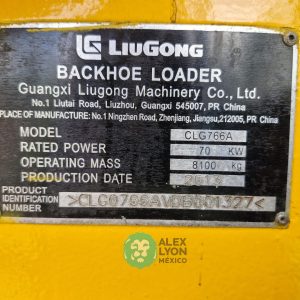 LG LIUGONG
BACKHOE LOADER
Guangxi Liugong Machinery Co., Ltd.
No.1 Liutai Road, Liuzhou, Guangxi 545007, PR China
PLACE OF MANUFACTURE: No.1 Ningzhen Road, Zhenjiang, Jiangsu, 212005, PR China
MODEL CLG766A
RATED POWER 70 KW
OPERATING MASS 8100 kg
PRODUCTION DATE
PRODUCT
IDENTIFICATION
NUMBER
ALEX
LYON
MÉXICO